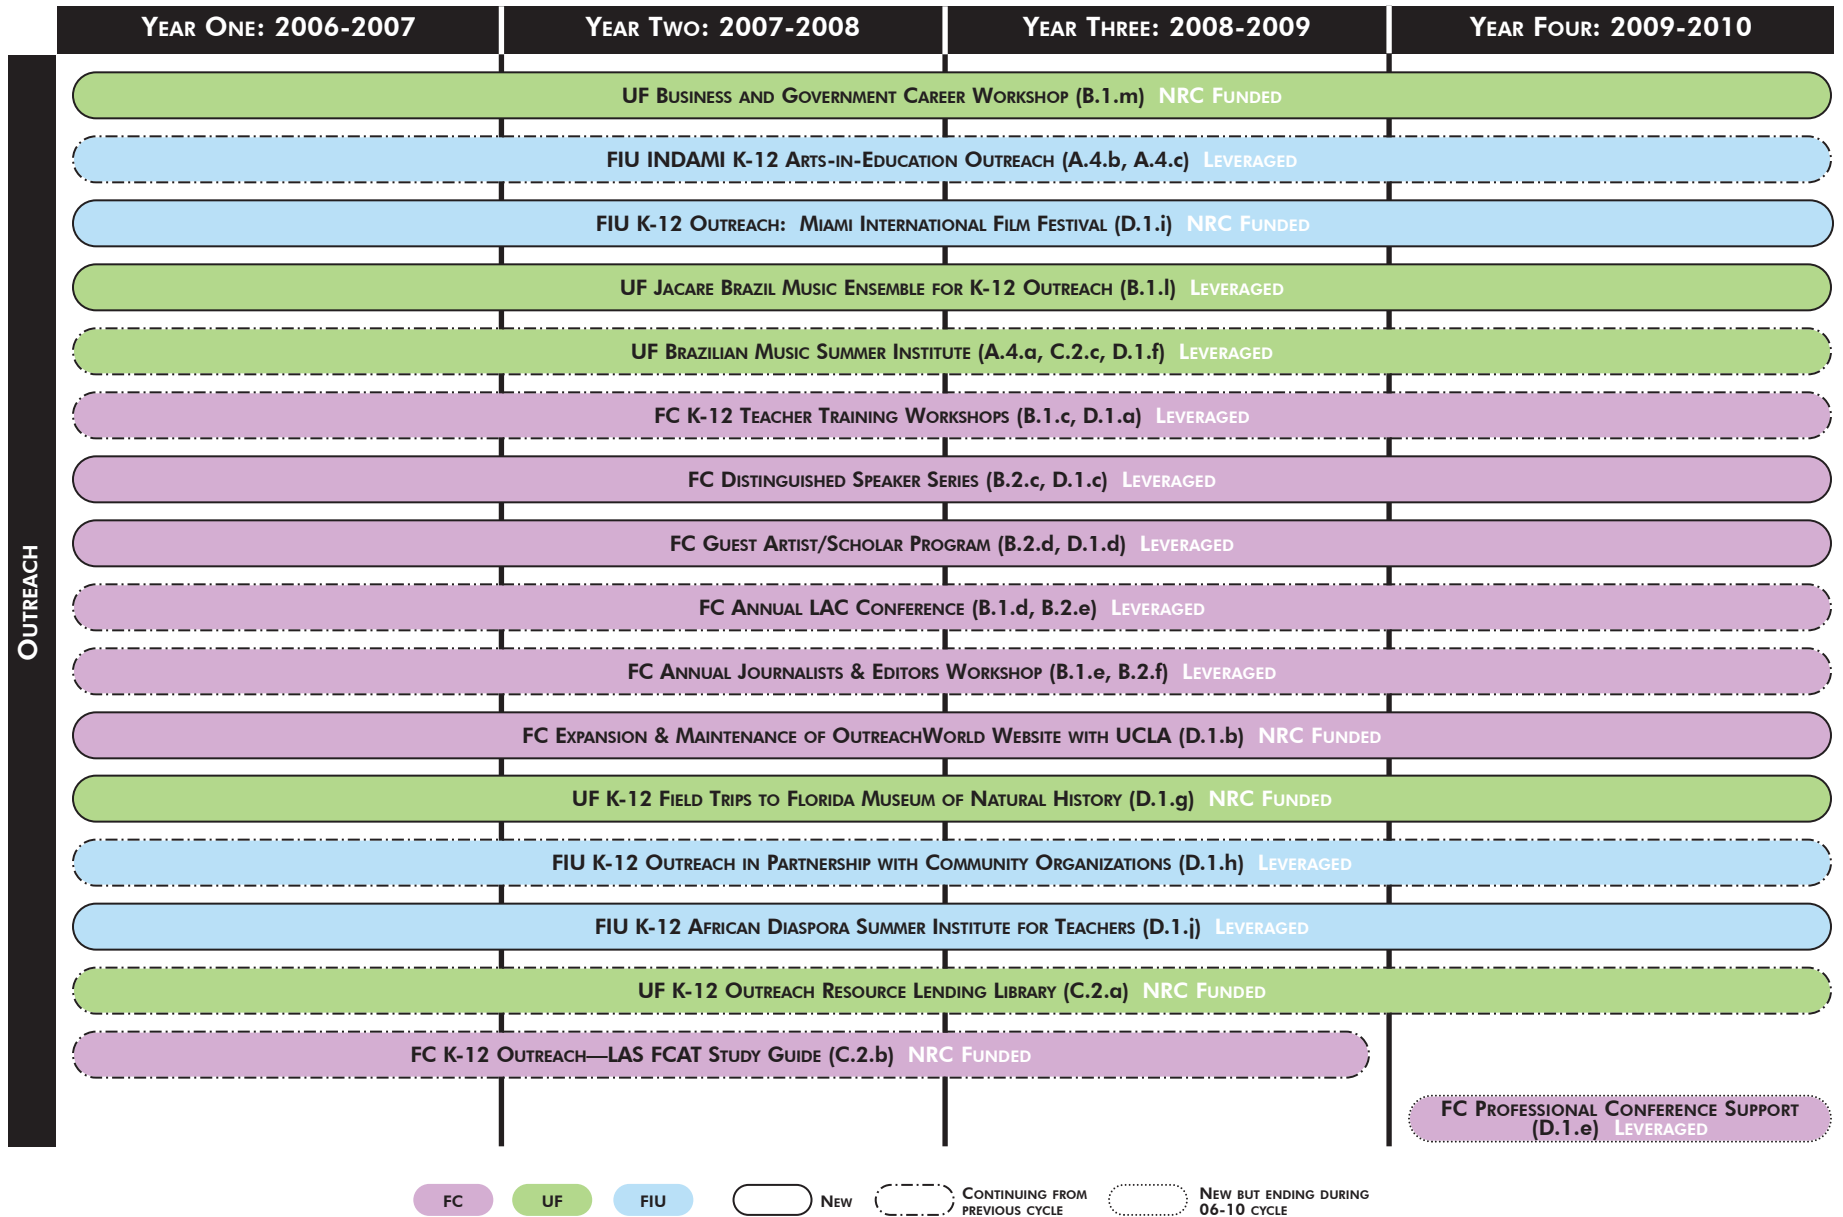 Year One: 2006-2007
Year Two: 2007-2008
Year Three: 2008-2009
Year Four: 2009-2010
Outreach
UF Business and Government Career Workshop (B.1.m) NRC Funded
FIU INDAMI K-12 Arts-in-Education Outreach (A.4.b, A.4.c) Leveraged
FIU K-12 Outreach: Miami International Film Festival (D.1.i) NRC Funded
UF Jacare Brazil Music Ensemble for K-12 Outreach (B.1.l) Leveraged
UF Brazilian Music Summer Institute (A.4.a, C.2.c, D.1.f) Leveraged
FC K-12 Teacher Training Workshops (B.1.c, D.1.a) Leveraged
FC Distinguished Speaker Series (B.2.c, D.1.c) Leveraged
FC Guest Artist/Scholar Program (B.2.d, D.1.d) Leveraged
FC Annual LAC Conference (B.1.d, B.2.e) Leveraged
FC Annual Journalists & Editors Workshop (B.1.e, B.2.f) Leveraged
FC Expansion & Maintenance of OutreachWorld Website with UCLA (D.1.b) NRC Funded
UF K-12 Field Trips to Florida Museum of Natural History (D.1.g) NRC Funded
FIU K-12 Outreach in Partnership with Community Organizations (D.1.h) Leveraged
FIU K-12 African Diaspora Summer Institute for Teachers (D.1.j) Leveraged
UF K-12 Outreach Resource Lending Library (C.2.a) NRC Funded
FC K-12 Outreach—LAS FCAT Study Guide (C.2.b) NRC Funded
FC Professional Conference Support
(D.1.e) Leveraged
FC
UF
FIU
New
Continuing from
previous cycle
New but ending during
06-10 cycle